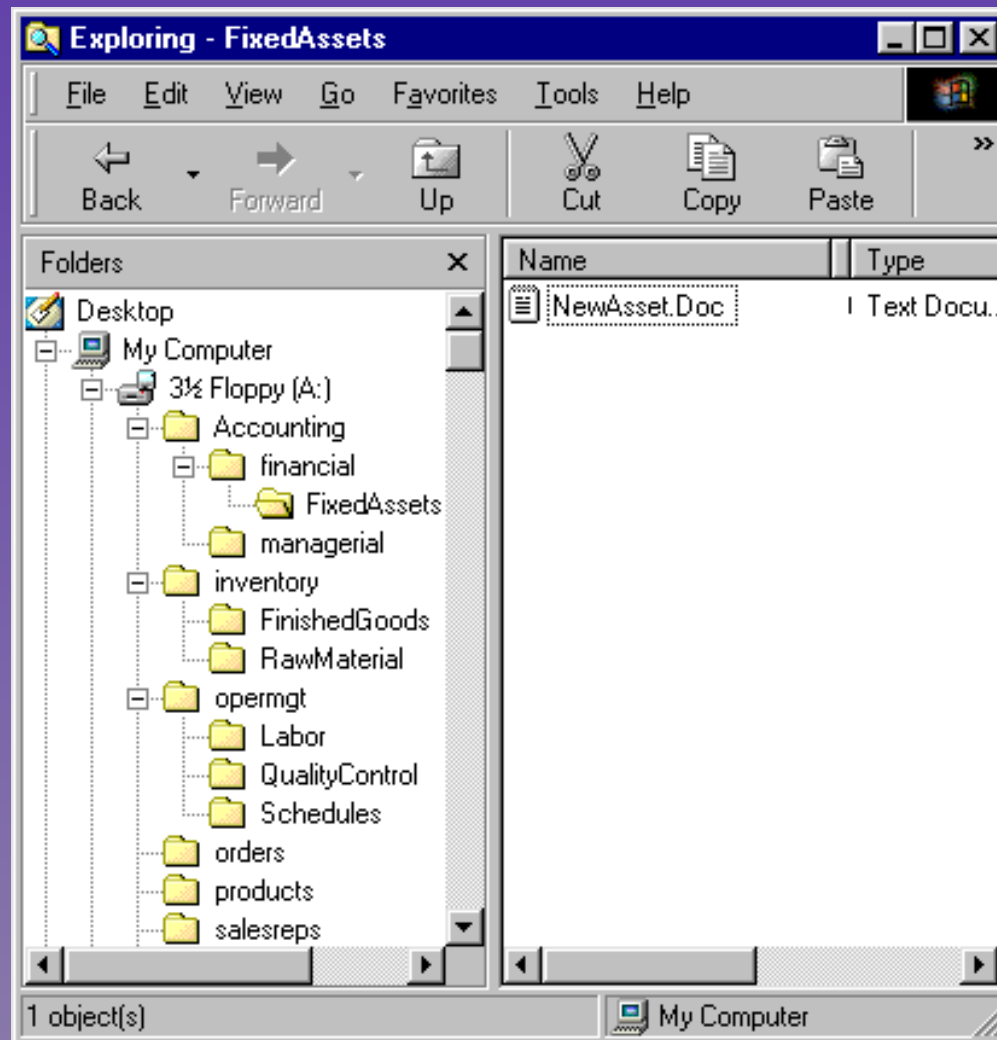 Exploring - FixedAssets
File Edit View Go Favorites Tools Help
»
Back Forward Up Cut Copy Paste
Folders
Desktop
My Computer
3½ Floppy (A:)
Accounting
financial
FixedAssets
managerial
inventory
FinishedGoods
RawMaterial
opermgt
Labor
QualityControl
Schedules
orders
products
salesreps
Name Type
NewAsset.Doc Text Docu...
1 object(s) My Computer